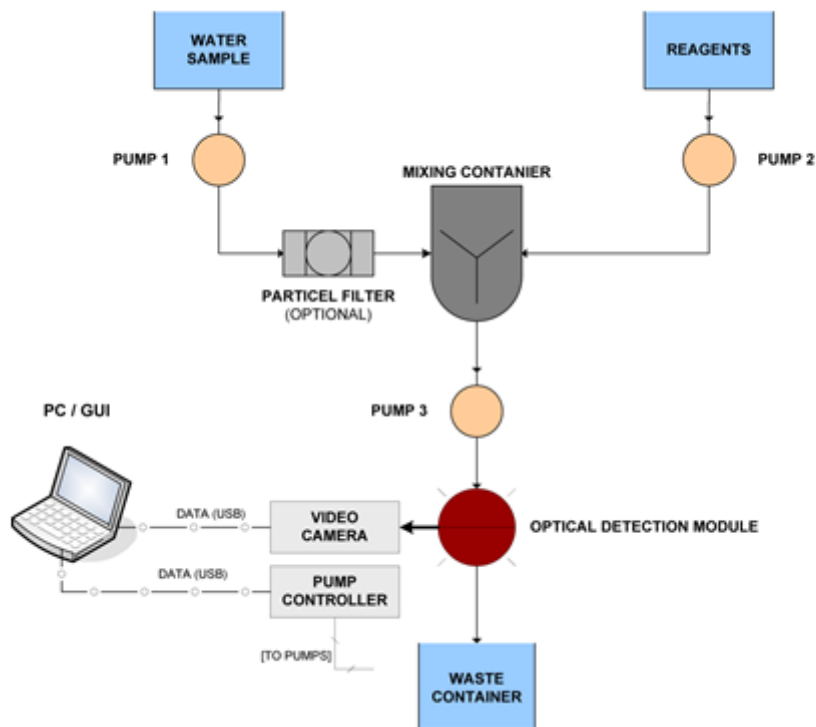 WATER
SAMPLE
REAGENTS
PUMP 1
PUMP 2
MIXING CONTANIER
PARTICEL FILTER
(OPTIONAL)
PUMP 3
PC / GUI
DATA (USB)
VIDEO
CAMERA
OPTICAL DETECTION MODULE
DATA (USB)
PUMP
CONTROLLER
[TO PUMPS]
WASTE
CONTAINER